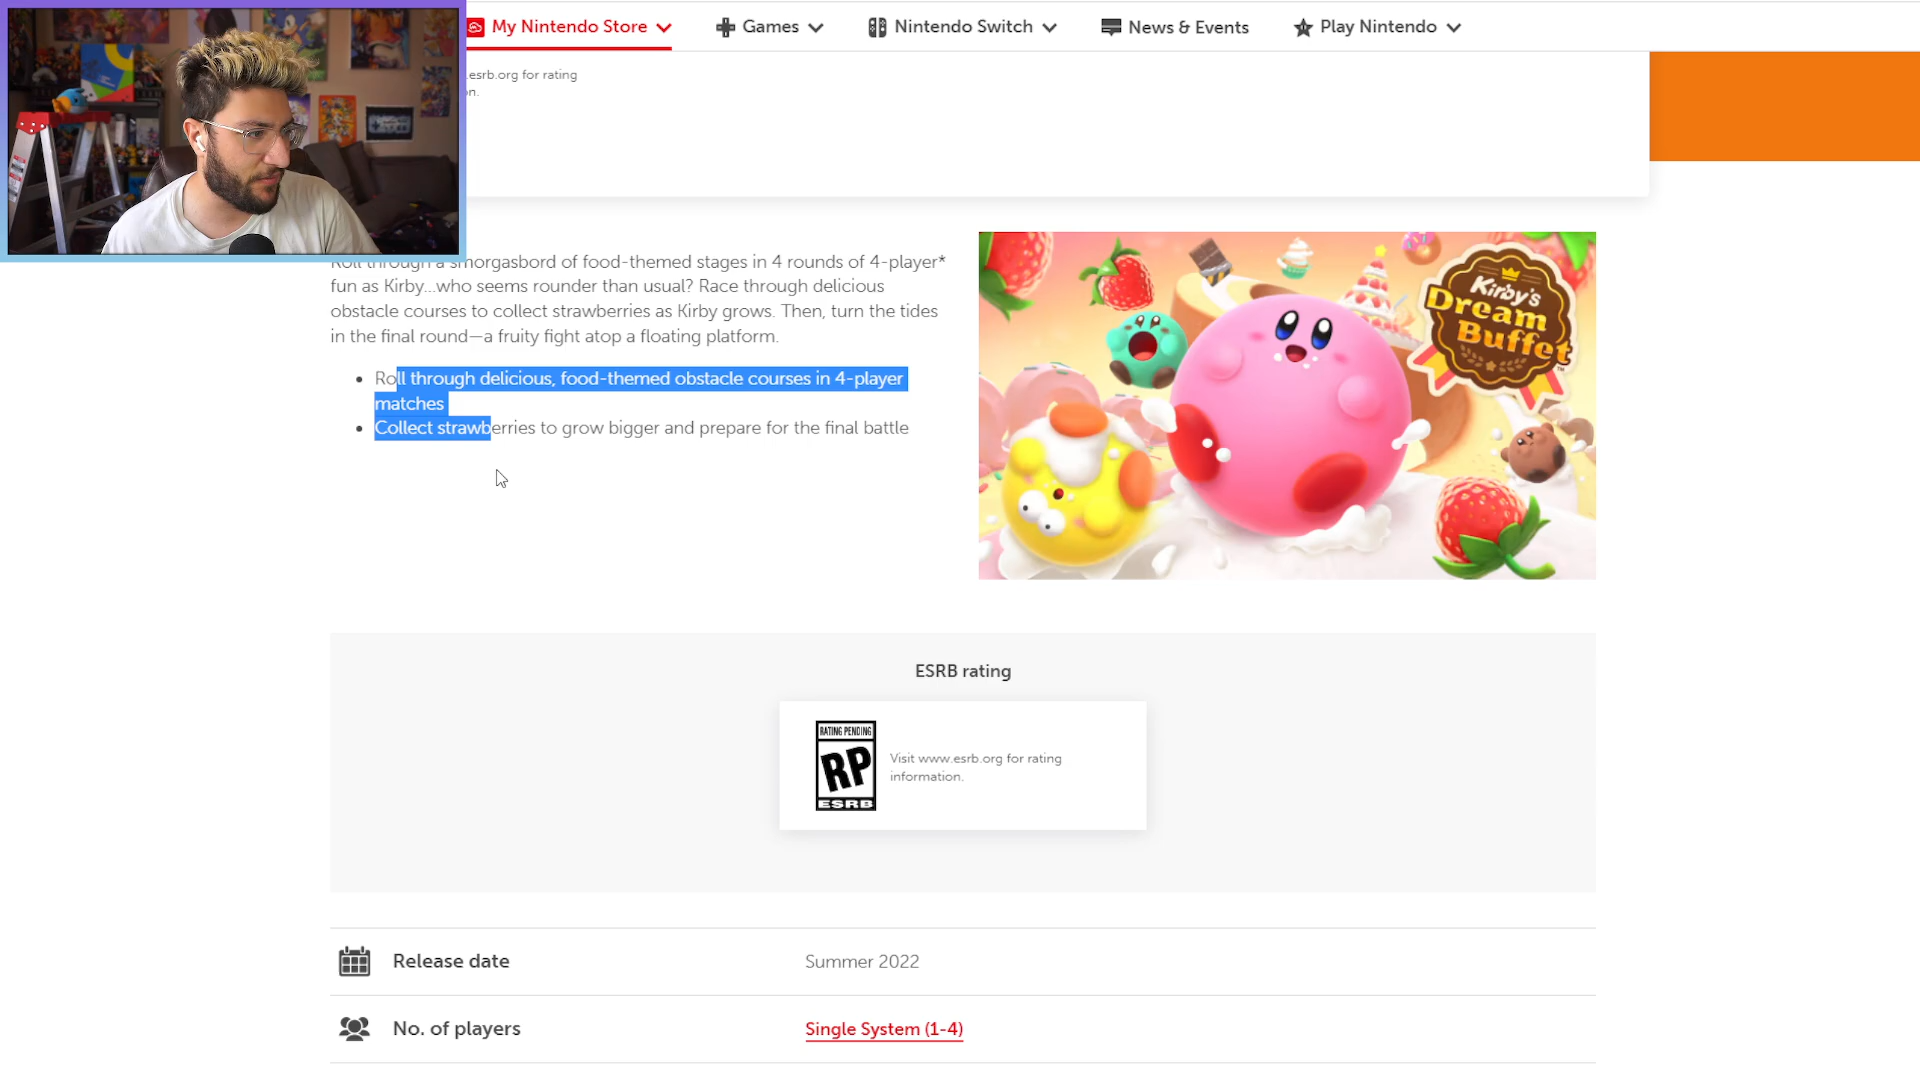 My Nintendo Store
Games
Nintendo Switch
News & Events
Play Nintendo
.esrb.org for rating
n.
Roll through a smorgasbord of food-themed stages in 4 rounds of 4-player*
fun as Kirby...who seems rounder than usual? Race through delicious
obstacle courses to collect strawberries as Kirby grows. Then, turn the tides
in the final round—a fruity fight atop a floating platform.
• Roll through delicious, food-themed obstacle courses in 4-player
matches
• Collect strawberries to grow bigger and prepare for the final battle
Kirby's
Dream
Buffet
TM
ESRB rating
RATING PENDING
RP
ESRB
Visit www.esrb.org for rating
information.
Release date
Summer 2022
No. of players
Single System (1-4)